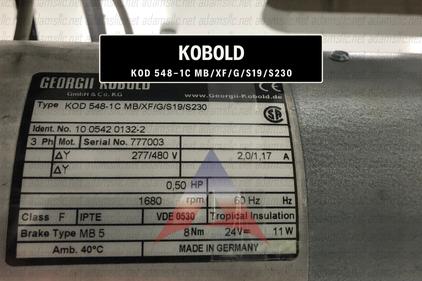 KOBOLD
KOD 548-1C MB/XF/G/S19/S230
GEORGII KOBOLD
GmbH & Co. KG
www.Georgii-Kobold.de
Type KOD 548-1C MB/XF/G/S19/S230
Ident. No. 10 0542 0132-2
3 Ph Mot. Serial No. 777003
ΔY 277/480 V 2,0/1,17 A
ΔY
0,50 HP
1680 rpm 60 Hz Hz
Class F IPTE VDE 0530 Tropical Insulation
Brake Type MB 5 8Nm 24V= 11W
Amb. 40°C MADE IN GERMANY